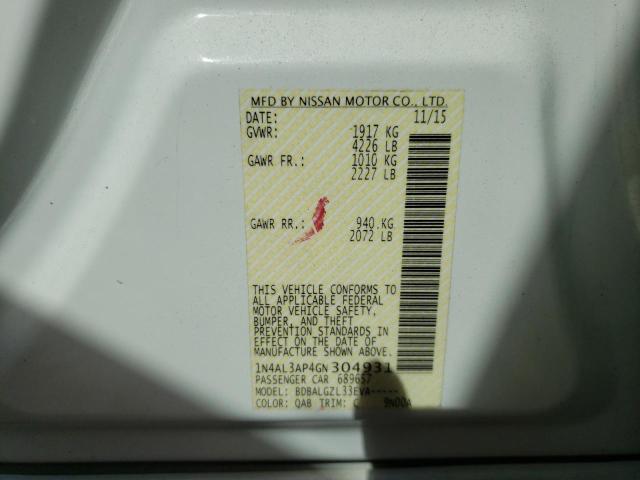 MFD BY NISSAN MOTOR CO., LTD.
DATE: 11/15
GVWR: 1917 KG
4226 LB
GAWR FR.: 1010 KG
2227 LB
GAWR RR.: 940 KG
2072 LB
THIS VEHICLE CONFORMS TO
ALL APPLICABLE FEDERAL
MOTOR VEHICLE SAFETY,
BUMPER, AND THEFT
PREVENTION STANDARDS IN
EFFECT ON THE DATE OF
MANUFACTURE SHOWN ABOVE.
1N4AL3AP4GN304931
PASSENGER CAR 689657
MODEL: BDBALGZL33EVA-----
COLOR: QAB TRIM: 9N00A